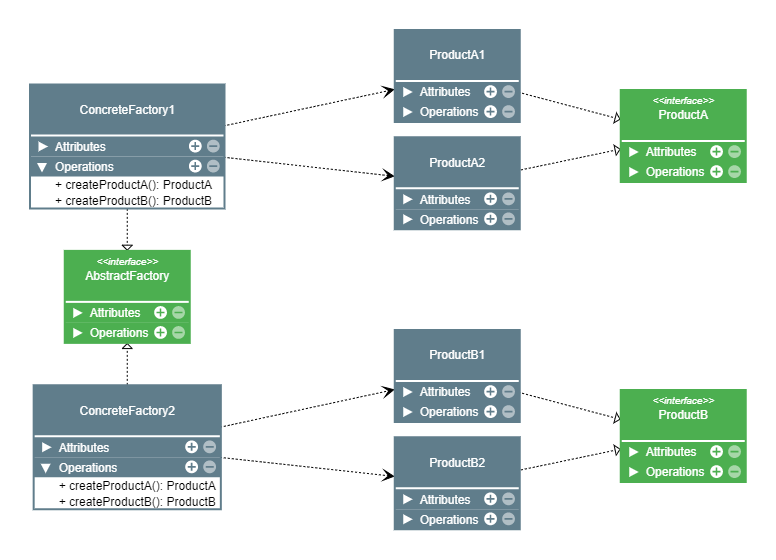 ProductA1
Attributes
Operations
ConcreteFactory1
Attributes
Operations
+ createProductA(): ProductA
+ createProductB(): ProductB
<<interface>>
ProductA
Attributes
Operations
ProductA2
Attributes
Operations
<<interface>>
AbstractFactory
Attributes
Operations
ProductB1
Attributes
Operations
ConcreteFactory2
Attributes
Operations
+ createProductA(): ProductA
+ createProductB(): ProductB
<<interface>>
ProductB
Attributes
Operations
ProductB2
Attributes
Operations